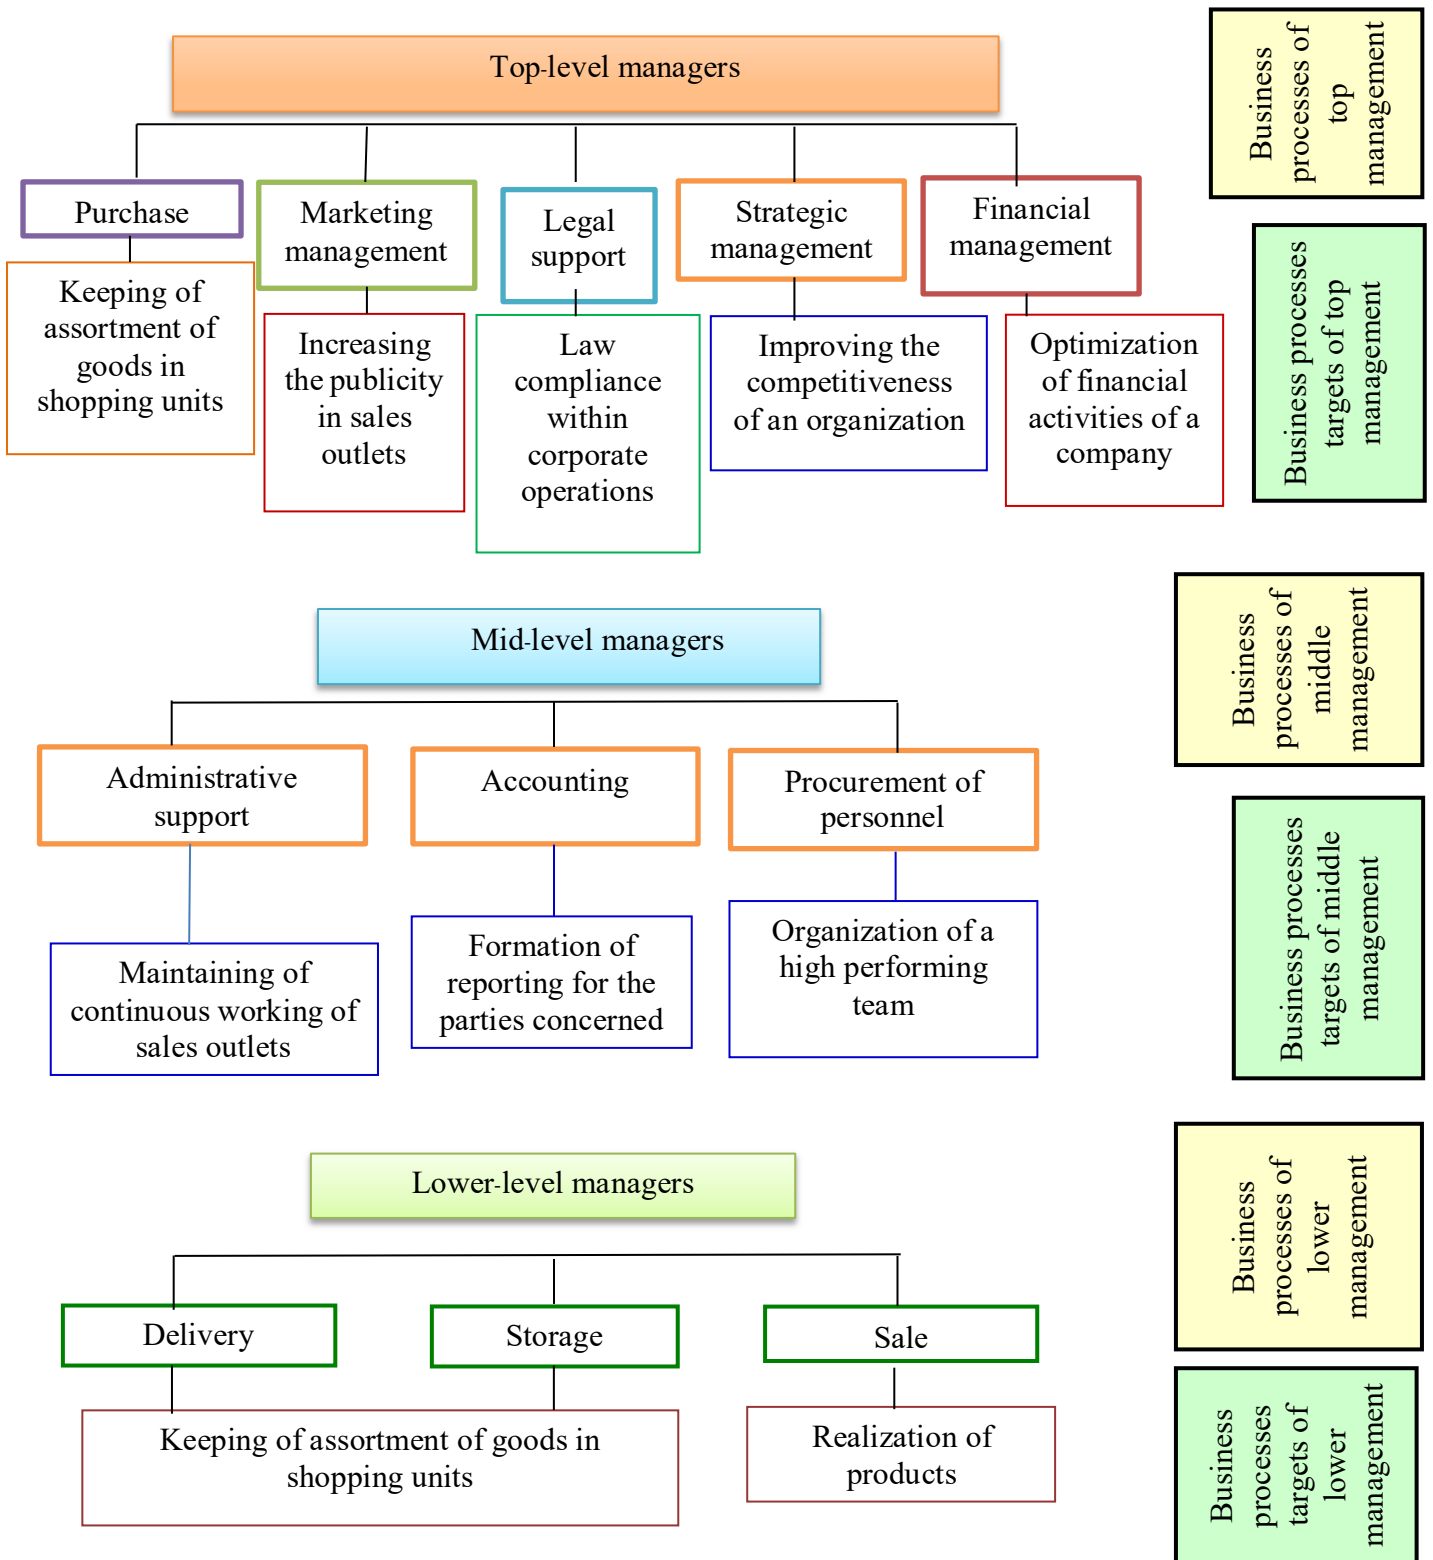 Top-level managers
Business
processes of
top
management
Purchase
Marketing
management
Legal
support
Strategic
management
Financial
management
Keeping of
assortment of
goods in
shopping units
Increasing
the publicity
in sales
outlets
Law
compliance
within
corporate
operations
Improving the
competitiveness
of an organization
Optimization
of financial
activities of a
company
Business processes
targets of top
management
Mid-level managers
Business
processes of
middle
management
Administrative
support
Accounting
Procurement of
personnel
Maintaining of
continuous working of
sales outlets
Formation of
reporting for the
parties concerned
Organization of a
high performing
team
Business processes
targets of middle
management
Lower-level managers
Business
processes of
lower
management
Delivery
Storage
Sale
Keeping of assortment of goods in
shopping units
Realization of
products
Business
processes
targets of
lower
management